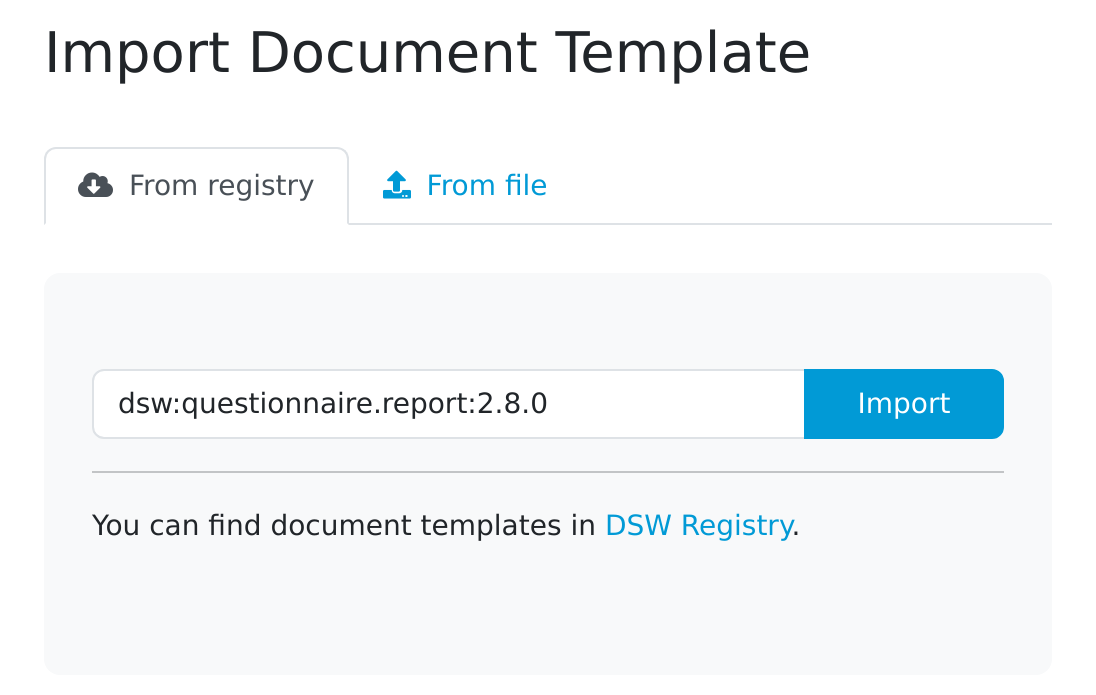 Import Document Template
From registry
From file
dsw:questionnaire.report:2.8.0
Import
You can find document templates in DSW Registry.